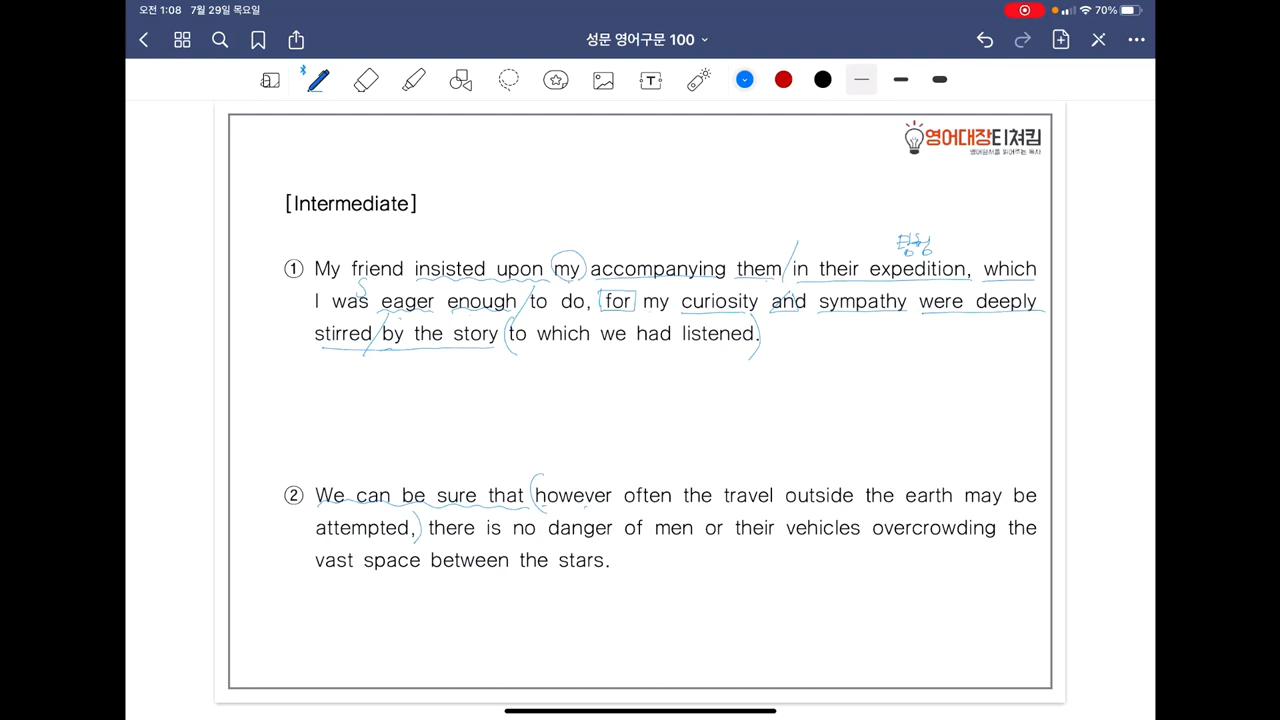 오전 1:08 7월 29일 목요일
70%
성문 영어구문 100
영어대장티쳐킴
[Intermediate]
탐험
① My friend insisted upon my accompanying them in their expedition, which
I was eager enough to do, for my curiosity and sympathy were deeply
stirred by the story to which we had listened.
② We can be sure that however often the travel outside the earth may be
attempted, there is no danger of men or their vehicles overcrowding the
vast space between the stars.